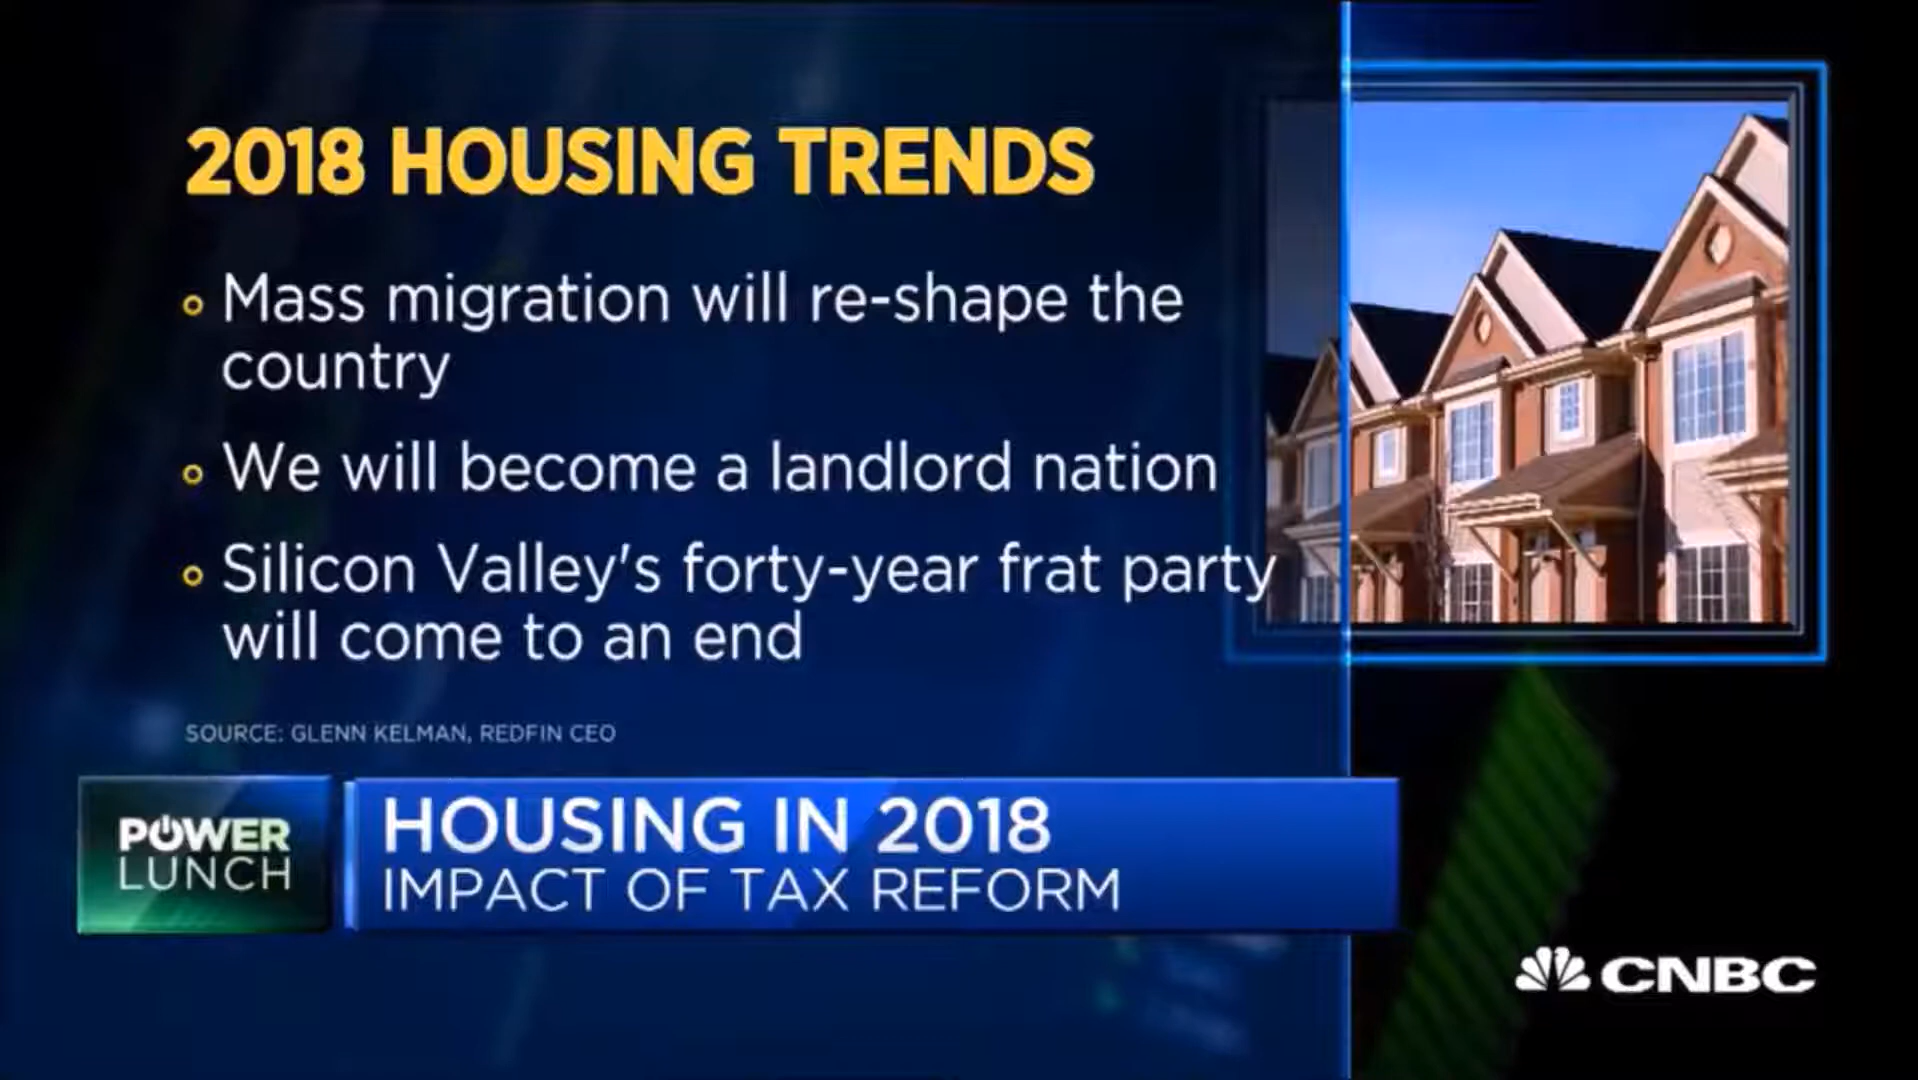 2018 HOUSING TRENDS
Mass migration will re-shape the
country
We will become a landlord nation
Silicon Valley's forty-year frat party
will come to an end
SOURCE: GLENN KELMAN, REDFIN CEO
POWER
LUNCH
HOUSING IN 2018
IMPACT OF TAX REFORM
CNBC